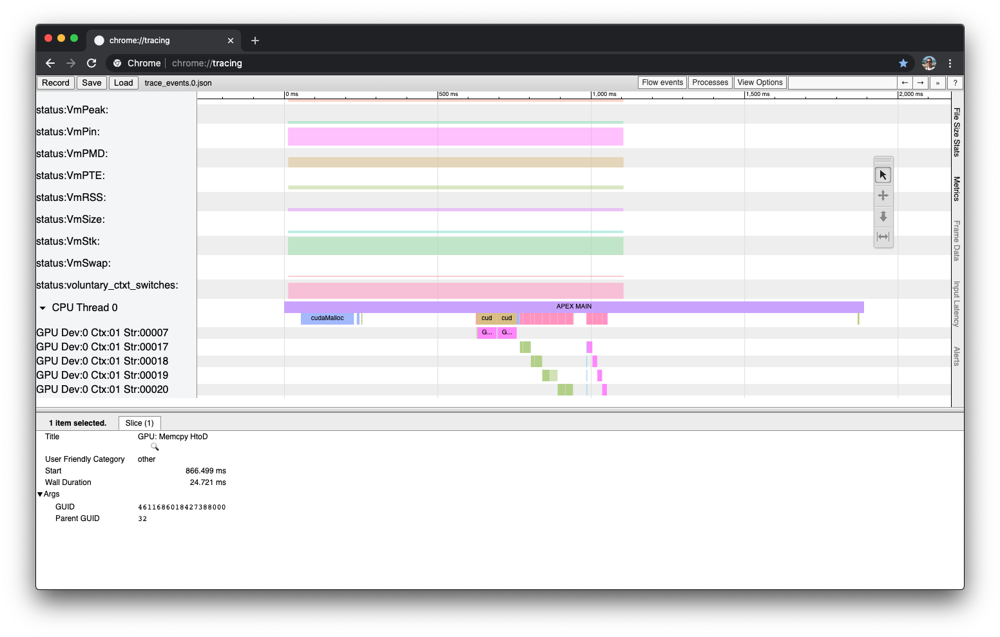 chrome://tracing
Chrome chrome://tracing
Record Save Load trace_events.0.json Flow events Processes View Options ← → » ?
0 ms 500 ms 1,000 ms 1,500 ms 2,000 ms
status:VmPeak:
status:VmPin:
status:VmPMD:
status:VmPTE:
status:VmRSS:
status:VmSize:
status:VmStk:
status:VmSwap:
status:voluntary_ctxt_switches:
CPU Thread 0 APEX MAIN
cudaMalloc cud cud
GPU Dev:0 Ctx:01 Str:00007 G... G...
GPU Dev:0 Ctx:01 Str:00017
GPU Dev:0 Ctx:01 Str:00018
GPU Dev:0 Ctx:01 Str:00019
GPU Dev:0 Ctx:01 Str:00020
File Size Stats
Metrics
Frame Data
Input Latency
Alerts
1 item selected. Slice (1)
Title GPU: Memcpy HtoD
User Friendly Category other
Start 866.499 ms
Wall Duration 24.721 ms
Args
GUID 4611686018427388000
Parent GUID 32